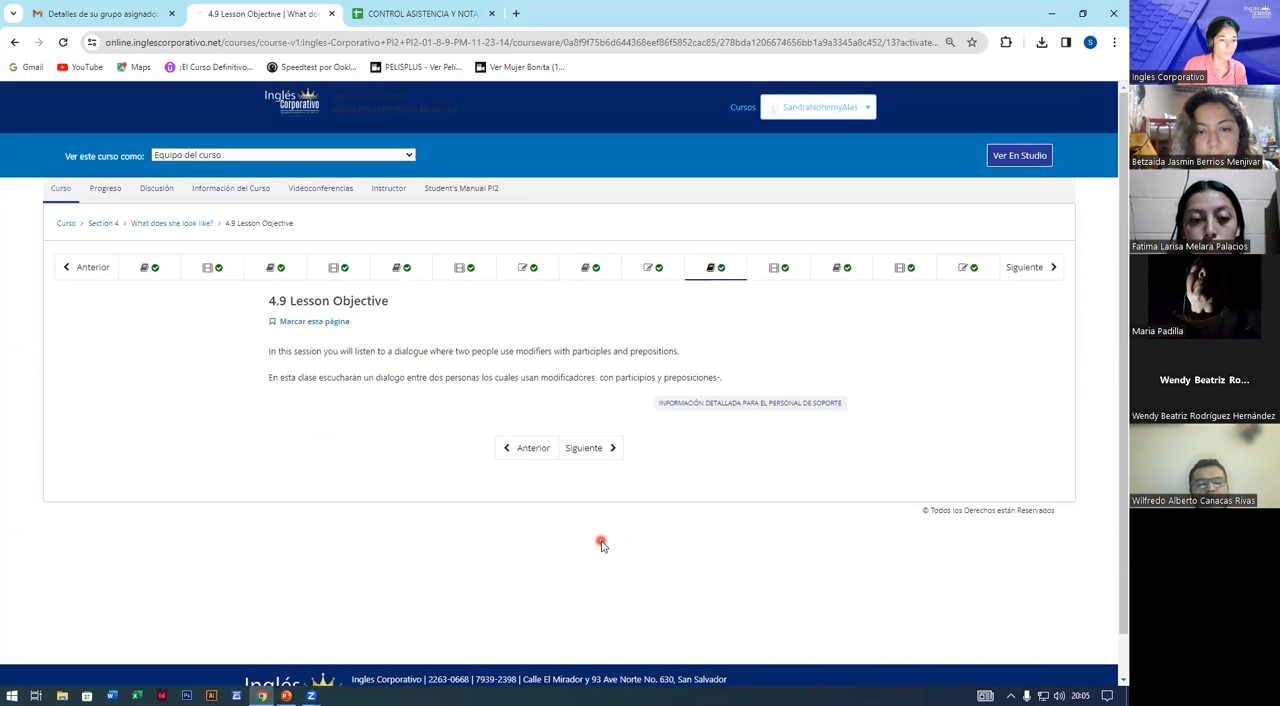 Detalles de su grupo asignado:
4.9 Lesson Objective | What do
CONTROL ASISTENCIA Y NOTA
online.inglescorporativo.net/courses/course-v1:Ingles-Corporativo+PI2+PI2-L-8-9-PM-11-23-14/courseware/0a8f9f75b6d644368eef86f5852cac85/278bda1206674656bb1a9a3345a8c452/13?activate...
Gmail
YouTube
Maps
¡El Curso Definitivo...
Speedtest por Ookl...
PELISPLUS - Ver Pelí...
Ver Mujer Bonita (1...
Inglés
Corporativo
Cursos
SandraNohemyAlas
Ver este curso como:
Equipo del curso
Ver En Studio
Curso
Progreso
Discusión
Información del Curso
Videoconferencias
Instructor
Student's Manual PI2
Curso > Section 4 > What does she look like? > 4.9 Lesson Objective
Anterior
Siguiente
4.9 Lesson Objective
Marcar esta página
In this session you will listen to a dialogue where two people use modifiers with participles and prepositions.
En esta clase escucharán un dialogo entre dos personas los cuales usan modificadores con participios y preposiciones-.
INFORMACIÓN DETALLADA PARA EL PERSONAL DE SOPORTE
Anterior
Siguiente
© Todos los Derechos están Reservados
Ingles Corporativo | 2263-0668 | 7939-2398 | Calle El Mirador y 93 Ave Norte No. 630, San Salvador
20:05
Ingles Corporativo
Betzaida Jasmin Berrios Menjivar
Fatima Larisa Melara Palacios
Maria Padilla
Wendy Beatriz Ro...
Wendy Beatriz Rodríguez Hernández
Wilfredo Alberto Canacas Rivas